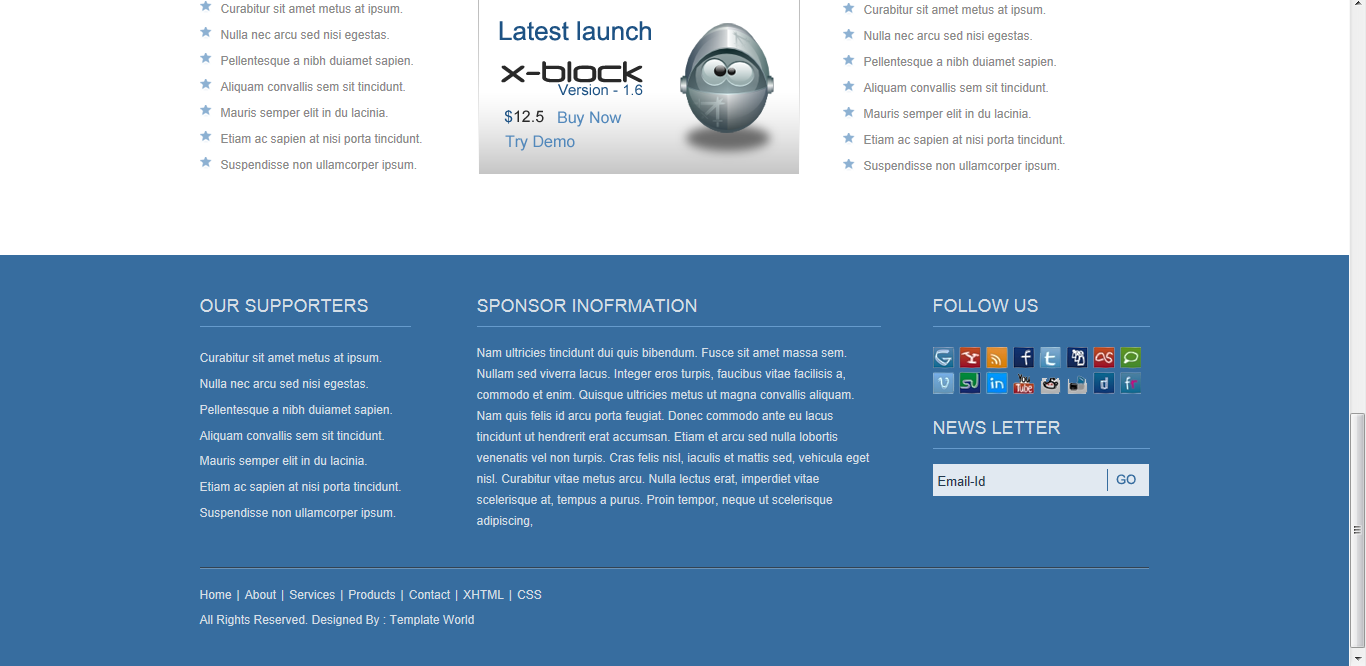 Curabitur sit amet metus at ipsum.
Nulla nec arcu sed nisi egestas.
Pellentesque a nibh duiamet sapien.
Aliquam convallis sem sit tincidunt.
Mauris semper elit in du lacinia.
Etiam ac sapien at nisi porta tincidunt.
Suspendisse non ullamcorper ipsum.
Latest launch
x-block
Version - 1.6
$12.5 Buy Now
Try Demo
Curabitur sit amet metus at ipsum.
Nulla nec arcu sed nisi egestas.
Pellentesque a nibh duiamet sapien.
Aliquam convallis sem sit tincidunt.
Mauris semper elit in du lacinia.
Etiam ac sapien at nisi porta tincidunt.
Suspendisse non ullamcorper ipsum.
OUR SUPPORTERS
Curabitur sit amet metus at ipsum.
Nulla nec arcu sed nisi egestas.
Pellentesque a nibh duiamet sapien.
Aliquam convallis sem sit tincidunt.
Mauris semper elit in du lacinia.
Etiam ac sapien at nisi porta tincidunt.
Suspendisse non ullamcorper ipsum.
SPONSOR INOFRMATION
Nam ultricies tincidunt dui quis bibendum. Fusce sit amet massa sem.
Nullam sed viverra lacus. Integer eros turpis, faucibus vitae facilisis a,
commodo et enim. Quisque ultricies metus ut magna convallis aliquam.
Nam quis felis id arcu porta feugiat. Donec commodo ante eu lacus
tincidunt ut hendrerit erat accumsan. Etiam et arcu sed nulla lobortis
venenatis vel non turpis. Cras felis nisl, iaculis et mattis sed, vehicula eget
nisl. Curabitur vitae metus arcu. Nulla lectus erat, imperdiet vitae
scelerisque at, tempus a purus. Proin tempor, neque ut scelerisque
adipiscing,
FOLLOW US
NEWS LETTER
Email-Id GO
Home | About | Services | Products | Contact | XHTML | CSS
All Rights Reserved. Designed By : Template World